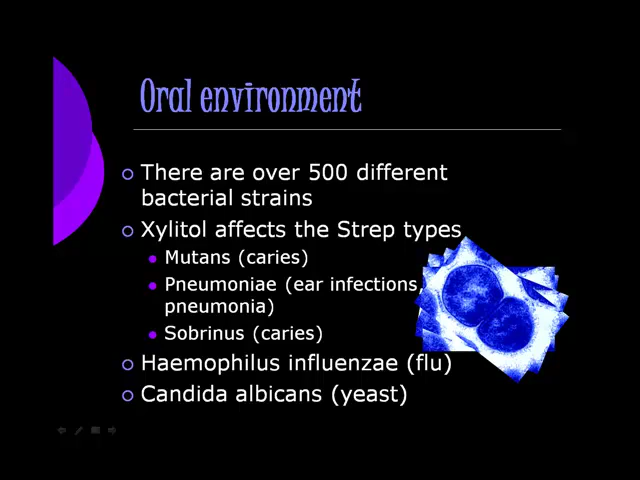 Oral environment
There are over 500 different
bacterial strains
Xylitol affects the Strep types
Mutans (caries)
Pneumoniae (ear infections,
pneumonia)
Sobrinus (caries)
Haemophilus influenzae (flu)
Candida albicans (yeast)